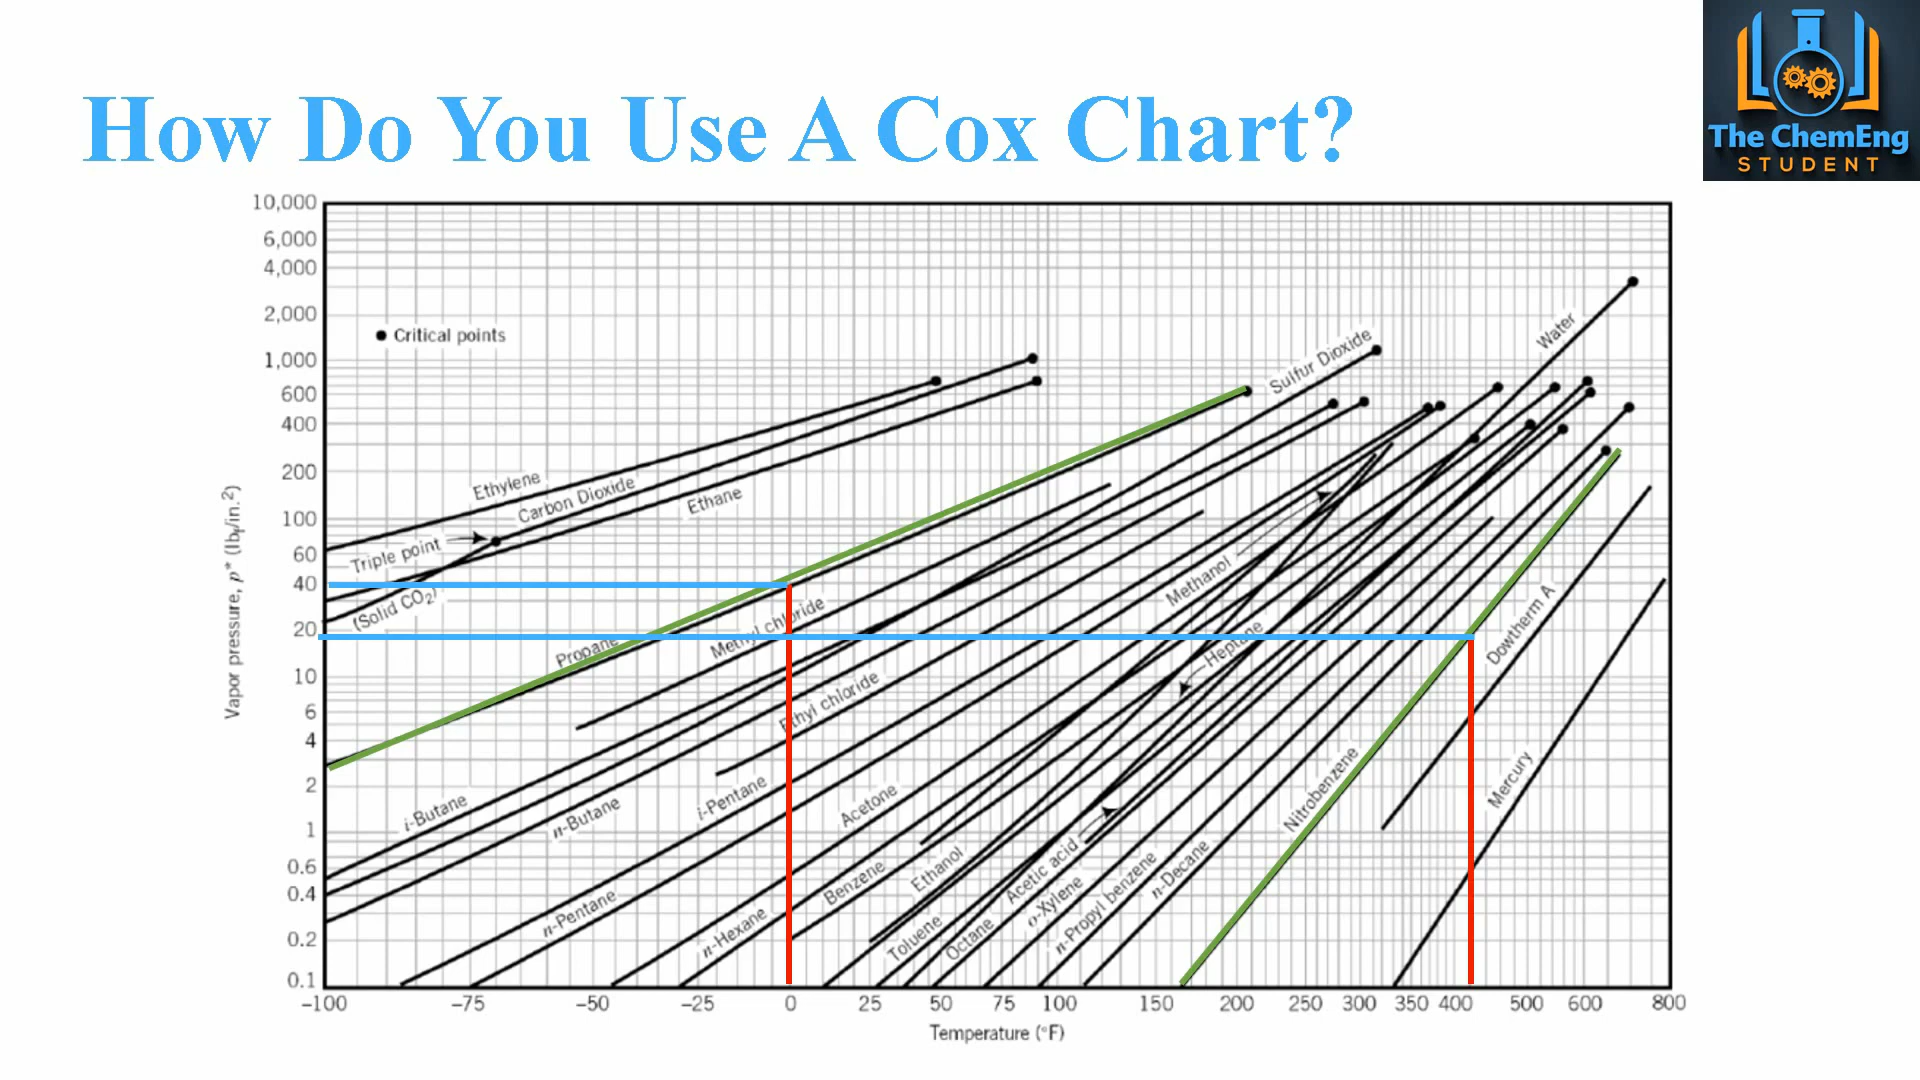 How Do You Use A Cox Chart?
The ChemEng
STUDENT
10,000
6,000
4,000
2,000
1,000
600
400
200
100
60
40
20
10
6
4
2
1
0.6
0.4
0.2
0.1
Vapor pressure, p* (lbf/in.²)
Critical points
Ethylene
Carbon Dioxide
Ethane
Triple point
(Solid CO₂)
Propane
Methyl chloride
Sulfur Dioxide
Water
Methanol
Heptane
Dowtherm A
Ethyl chloride
i-Butane
n-Butane
i-Pentane
Acetone
Nitrobenzene
Mercury
n-Pentane
n-Hexane
Benzene
Ethanol
Toluene
Acetic acid
Octane
o-Xylene
n-Propyl benzene
n-Decane
−100 −75 −50 −25 0 25 50 75 100 150 200 250 300 350 400 500 600 800
Temperature (°F)